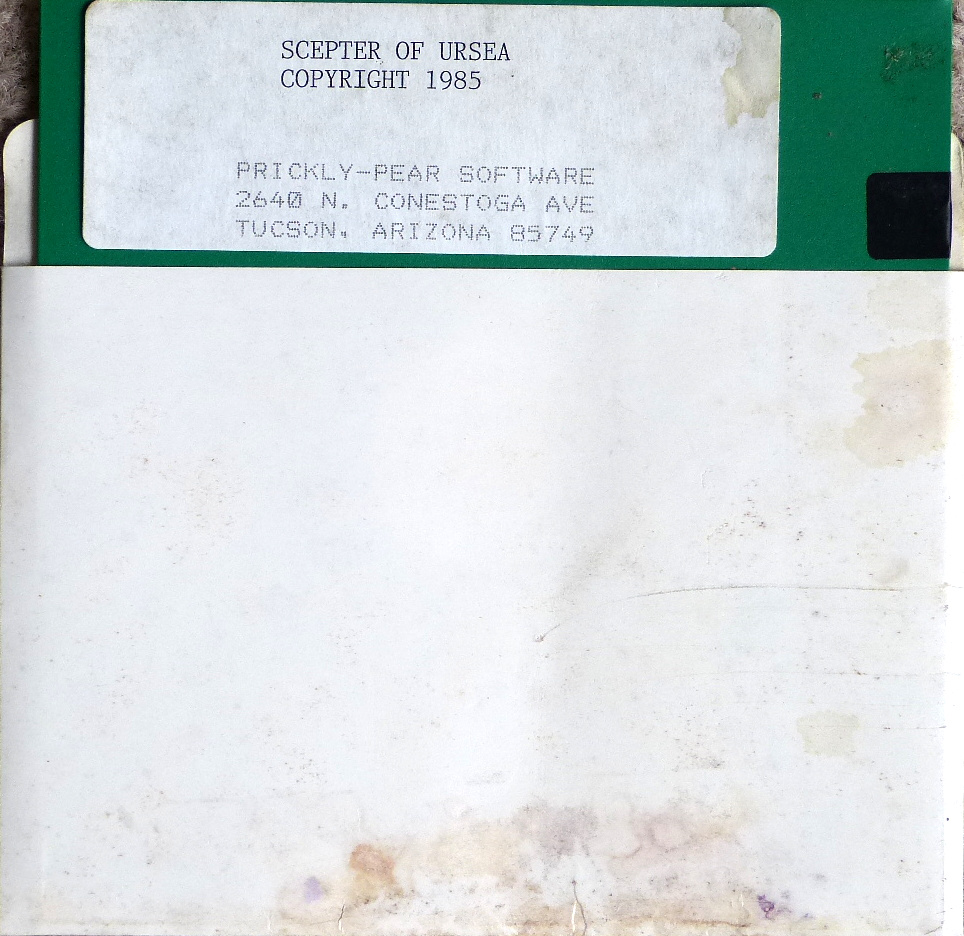 SCEPTER OF URSEA
COPYRIGHT 1985
PRICKLY-PEAR SOFTWARE
2640 N. CONESTOGA AVE
TUCSON, ARIZONA 85749